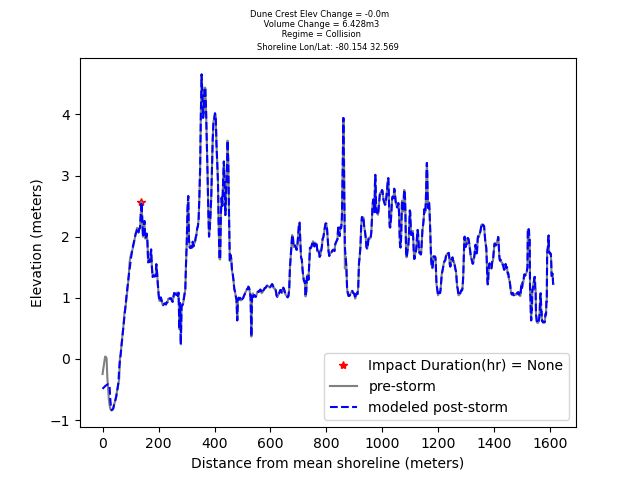 Dune Crest Elev Change = -0.0m
Volume Change = 6.428m3
Regime = Collision
Shoreline Lon/Lat: -80.154 32.569
4
3
2
1
0
−1
Elevation (meters)
Impact Duration(hr) = None
pre-storm
modeled post-storm
0 200 400 600 800 1000 1200 1400 1600
Distance from mean shoreline (meters)